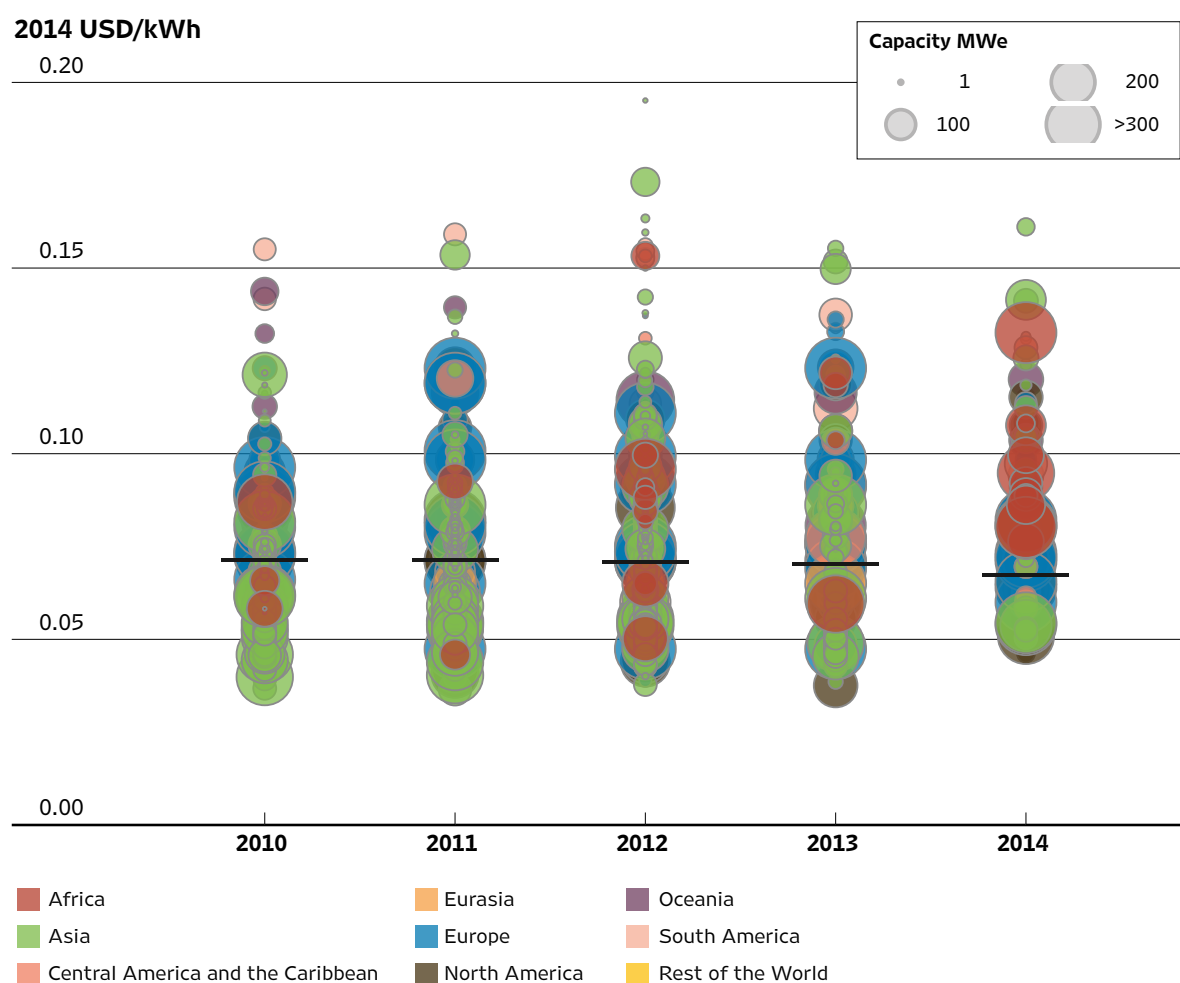 2014 USD/kWh
Capacity MWe
1
200
100
>300
0.20
0.15
0.10
0.05
0.00
2010
2011
2012
2013
2014
Africa
Eurasia
Oceania
Asia
Europe
South America
Central America and the Caribbean
North America
Rest of the World